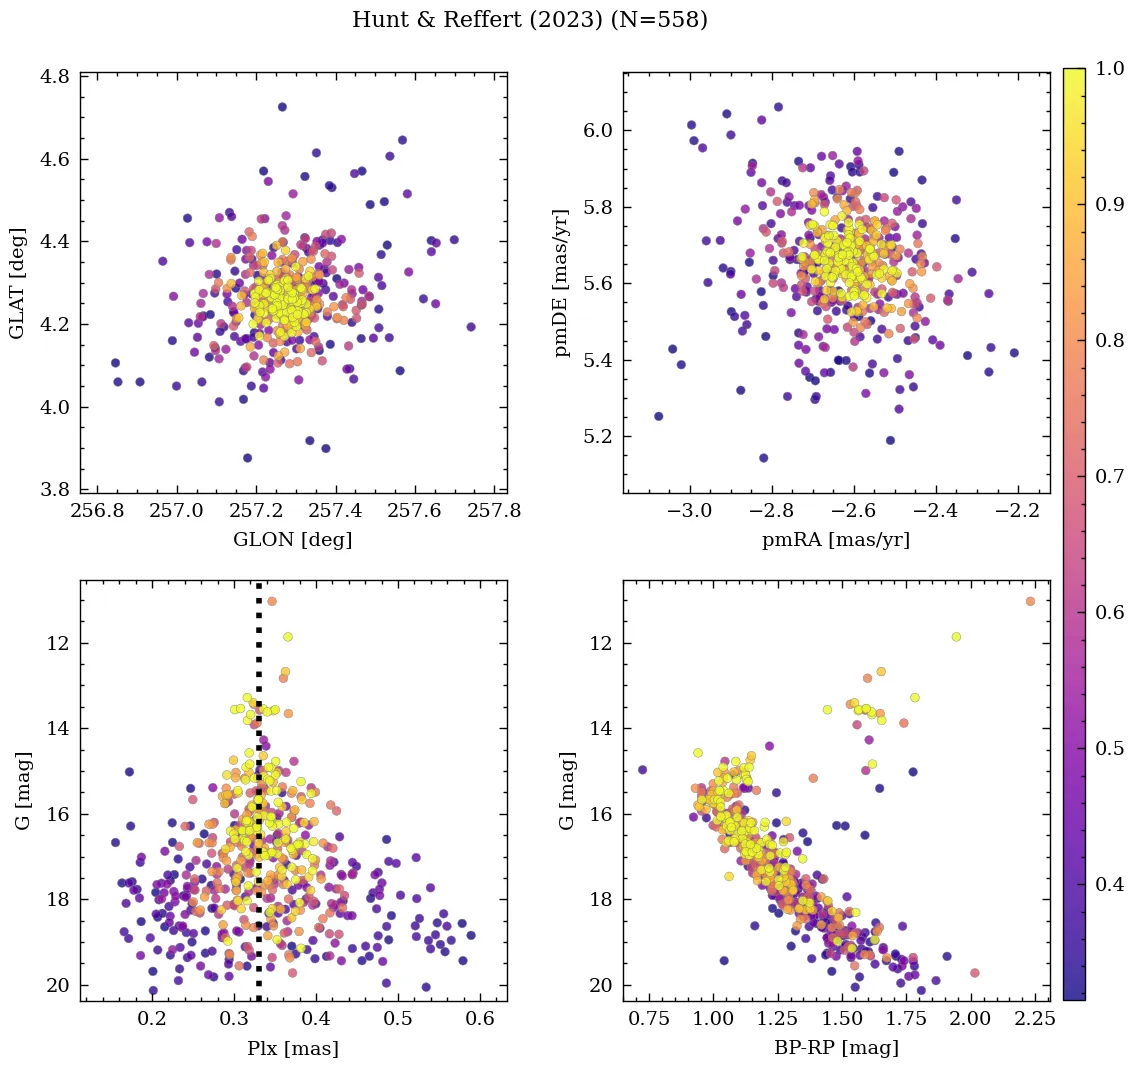 Hunt & Reffert (2023) (N=558)
4.8
4.6
4.4
4.2
4.0
3.8
GLAT [deg]
256.8 257.0 257.2 257.4 257.6 257.8
GLON [deg]
6.0
5.8
5.6
5.4
5.2
pmDE [mas/yr]
−3.0 −2.8 −2.6 −2.4 −2.2
pmRA [mas/yr]
1.0
0.9
0.8
0.7
0.6
0.5
0.4
12
14
16
18
20
G [mag]
0.2 0.3 0.4 0.5 0.6
Plx [mas]
12
14
16
18
20
G [mag]
0.75 1.00 1.25 1.50 1.75 2.00 2.25
BP-RP [mag]